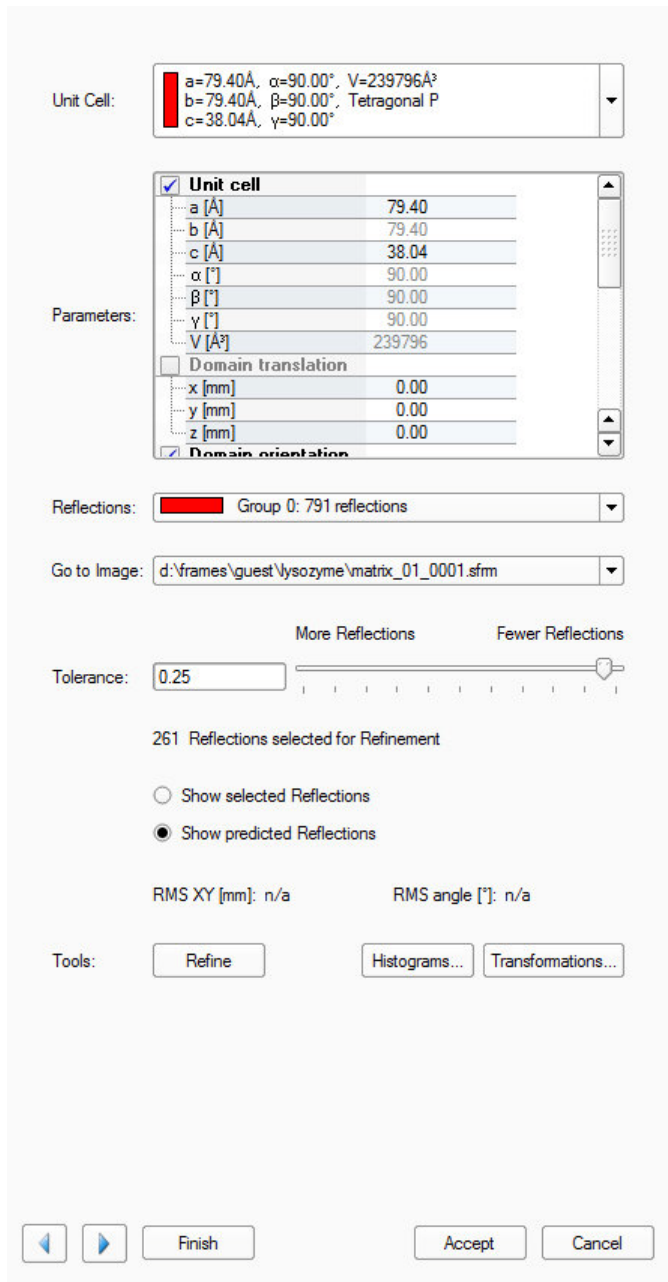 Unit Cell:
a=79.40Å, α=90.00°, V=239796Å³
b=79.40Å, β=90.00°, Tetragonal P
c=38.04Å, γ=90.00°
Parameters:
Unit cell
a [Å] 79.40
b [Å] 79.40
c [Å] 38.04
α [°] 90.00
β [°] 90.00
γ [°] 90.00
V [Å³] 239796
Domain translation
x [mm] 0.00
y [mm] 0.00
z [mm] 0.00
Domain orientation
Reflections: Group 0: 791 reflections
Go to Image: d:\frames\guest\lysozyme\matrix_01_0001.sfrm
More Reflections Fewer Reflections
Tolerance: 0.25
261 Reflections selected for Refinement
Show selected Reflections
Show predicted Reflections
RMS XY [mm]: n/a RMS angle [°]: n/a
Tools: Refine Histograms... Transformations...
Finish Accept Cancel